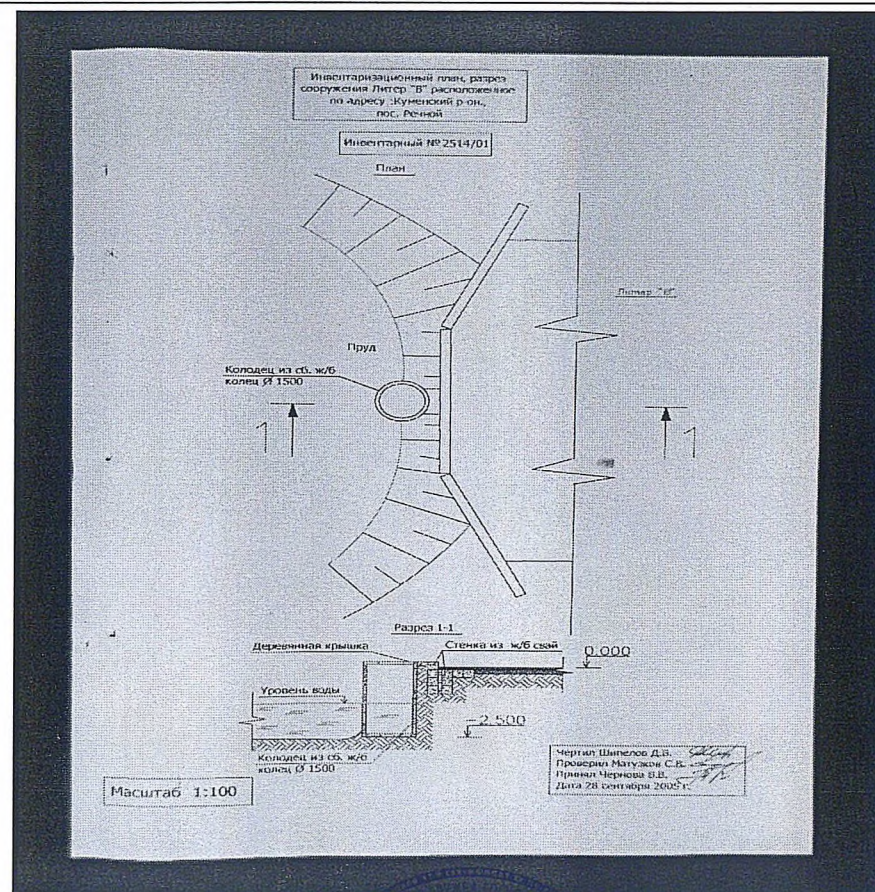 Инвентаризационный план, разрез
сооружения Литер "В" расположенное
по адресу :Куменский р-он.,
пос. Речной
Инвентарный №2514/01
План
Литер "В"
Пруд
Колодец из сб. ж/б
колец Ø 1500
1
1
Разрез 1-1
Деревянная крышка
Стенка из ж/б свай
0.000
Уровень воды
-2.500
Колодец из сб. ж/б
колец Ø 1500
Чертил Шипелов Д.В.
Проверил Матузков С.В.
Принял Чернова В.В.
Дата 28 сентября 2005 г.
Масштаб 1:100